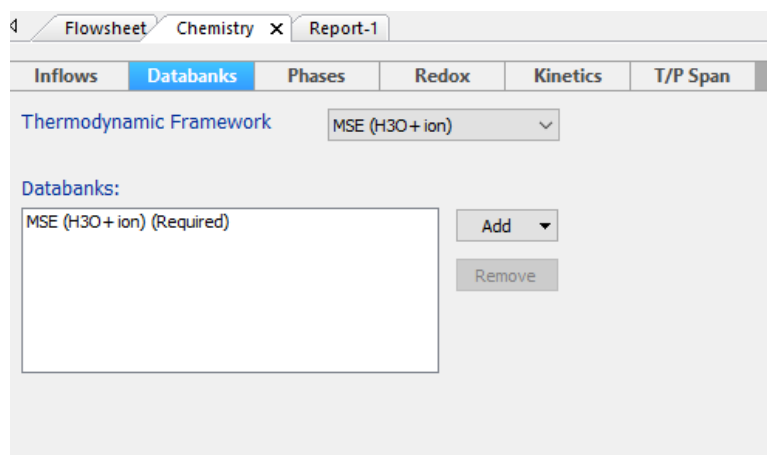 Flowsheet Chemistry Report-1
Inflows Databanks Phases Redox Kinetics T/P Span
Thermodynamic Framework MSE (H3O+ion)
Databanks:
MSE (H3O+ion) (Required)
Add
Remove